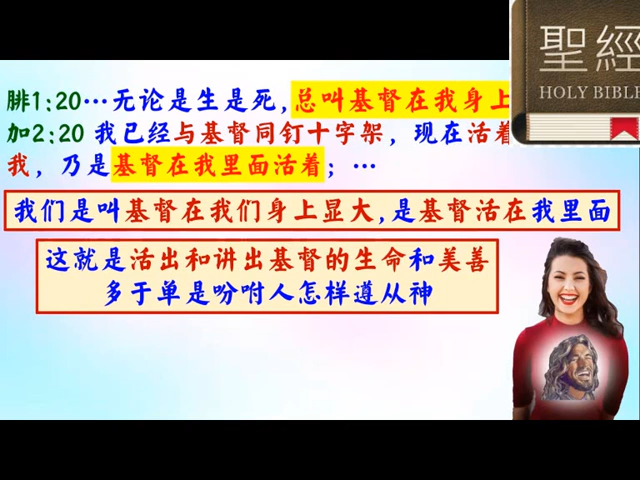 聖經
HOLY BIBLE
腓1:20…无论是生是死,总叫基督在我身上
加2:20 我已经与基督同钉十字架，现在活着
我，乃是基督在我里面活着；…
我们是叫基督在我们身上显大,是基督活在我里面
这就是活出和讲出基督的生命和美善
多于单是吩咐人怎样遵从神